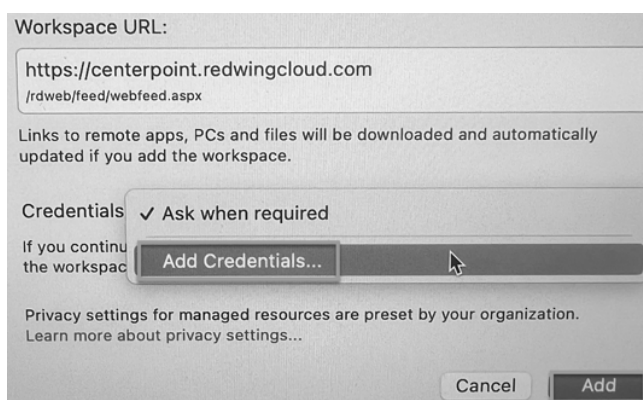 Workspace URL:
https://centerpoint.redwingcloud.com
/rdweb/feed/webfeed.aspx
Links to remote apps, PCs and files will be downloaded and automatically
updated if you add the workspace.
Credentials ✓ Ask when required
If you continu
the workspac
Add Credentials...
Privacy settings for managed resources are preset by your organization.
Learn more about privacy settings...
Cancel Add